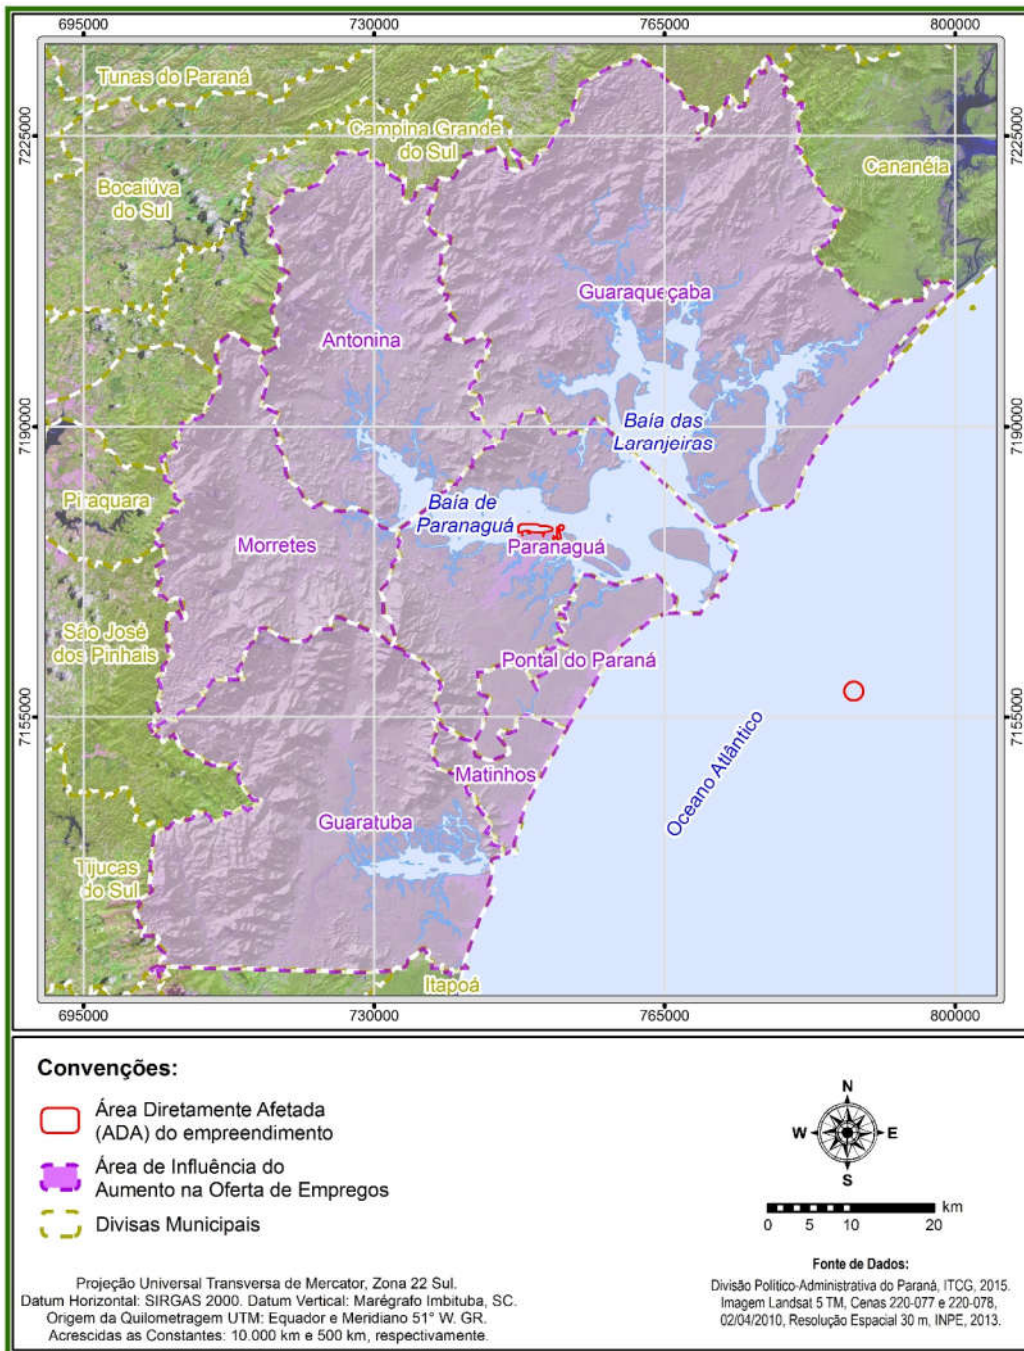 695000
730000
765000
800000
Tunas do Paraná
Campina Grande
do Sul
7225000
7225000
Cananéia
Bocaiúva
do Sul
Guaraqueçaba
Antonina
7190000
7190000
Baía das
Laranjeiras
Piraquara
Baía de
Paranaguá
Paranaguá
Morretes
São José
dos Pinhais
Pontal do Paraná
7155000
7155000
Oceano Atlântico
Matinhos
Guaratuba
Tijucas
do Sul
Itapoá
695000
730000
765000
800000
Convenções:
Área Diretamente Afetada
(ADA) do empreendimento
Área de Influência do
Aumento na Oferta de Empregos
Divisas Municipais
N
W
E
S
km
0 5 10 20
Projeção Universal Transversa de Mercator, Zona 22 Sul.
Datum Horizontal: SIRGAS 2000. Datum Vertical: Marégrafo Imbituba, SC.
Origem da Quilometragem UTM: Equador e Meridiano 51° W. GR.
Acrescidas as Constantes: 10.000 km e 500 km, respectivamente.
Fonte de Dados:
Divisão Político-Administrativa do Paraná, ITCG, 2015.
Imagem Landsat 5 TM, Cenas 220-077 e 220-078,
02/04/2010, Resolução Espacial 30 m, INPE, 2013.